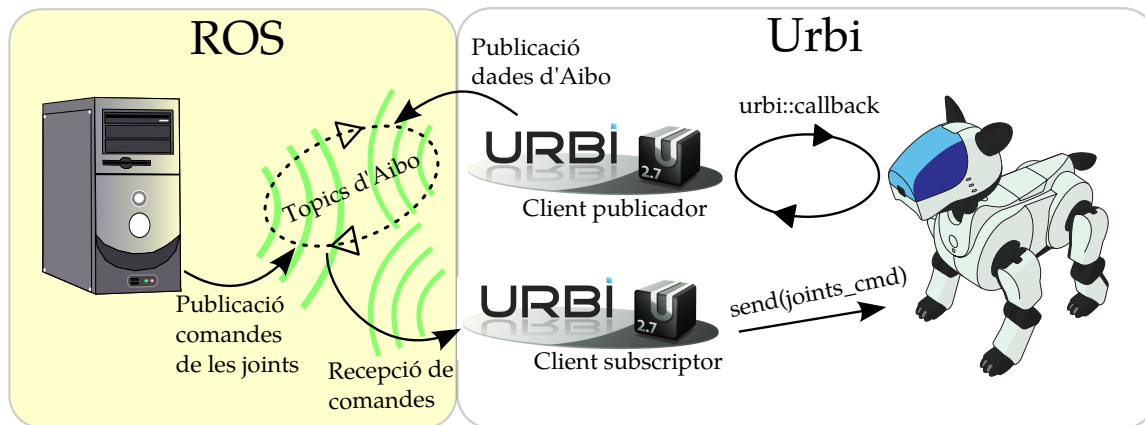 ROS
Urbi
Publicació
dades d'Aibo
urbi::callback
URBI
2.7
Client publicador
Topics d'Aibo
Publicació
comandes
de les joints
Recepció de
comandes
URBI
2.7
Client subscriptor
send(joints_cmd)